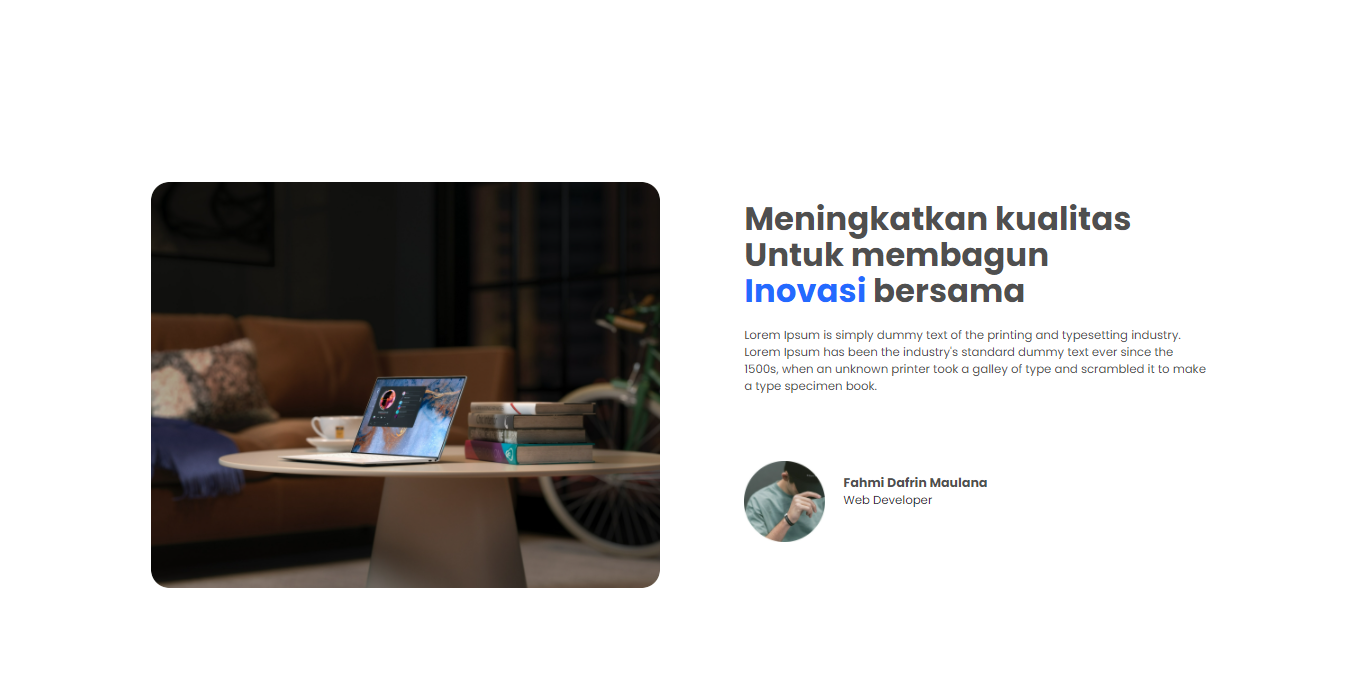 Meningkatkan kualitas
Untuk membagun
Inovasi bersama
Lorem Ipsum is simply dummy text of the printing and typesetting industry.
Lorem Ipsum has been the industry's standard dummy text ever since the
1500s, when an unknown printer took a galley of type and scrambled it to make
a type specimen book.
Fahmi Dafrin Maulana
Web Developer